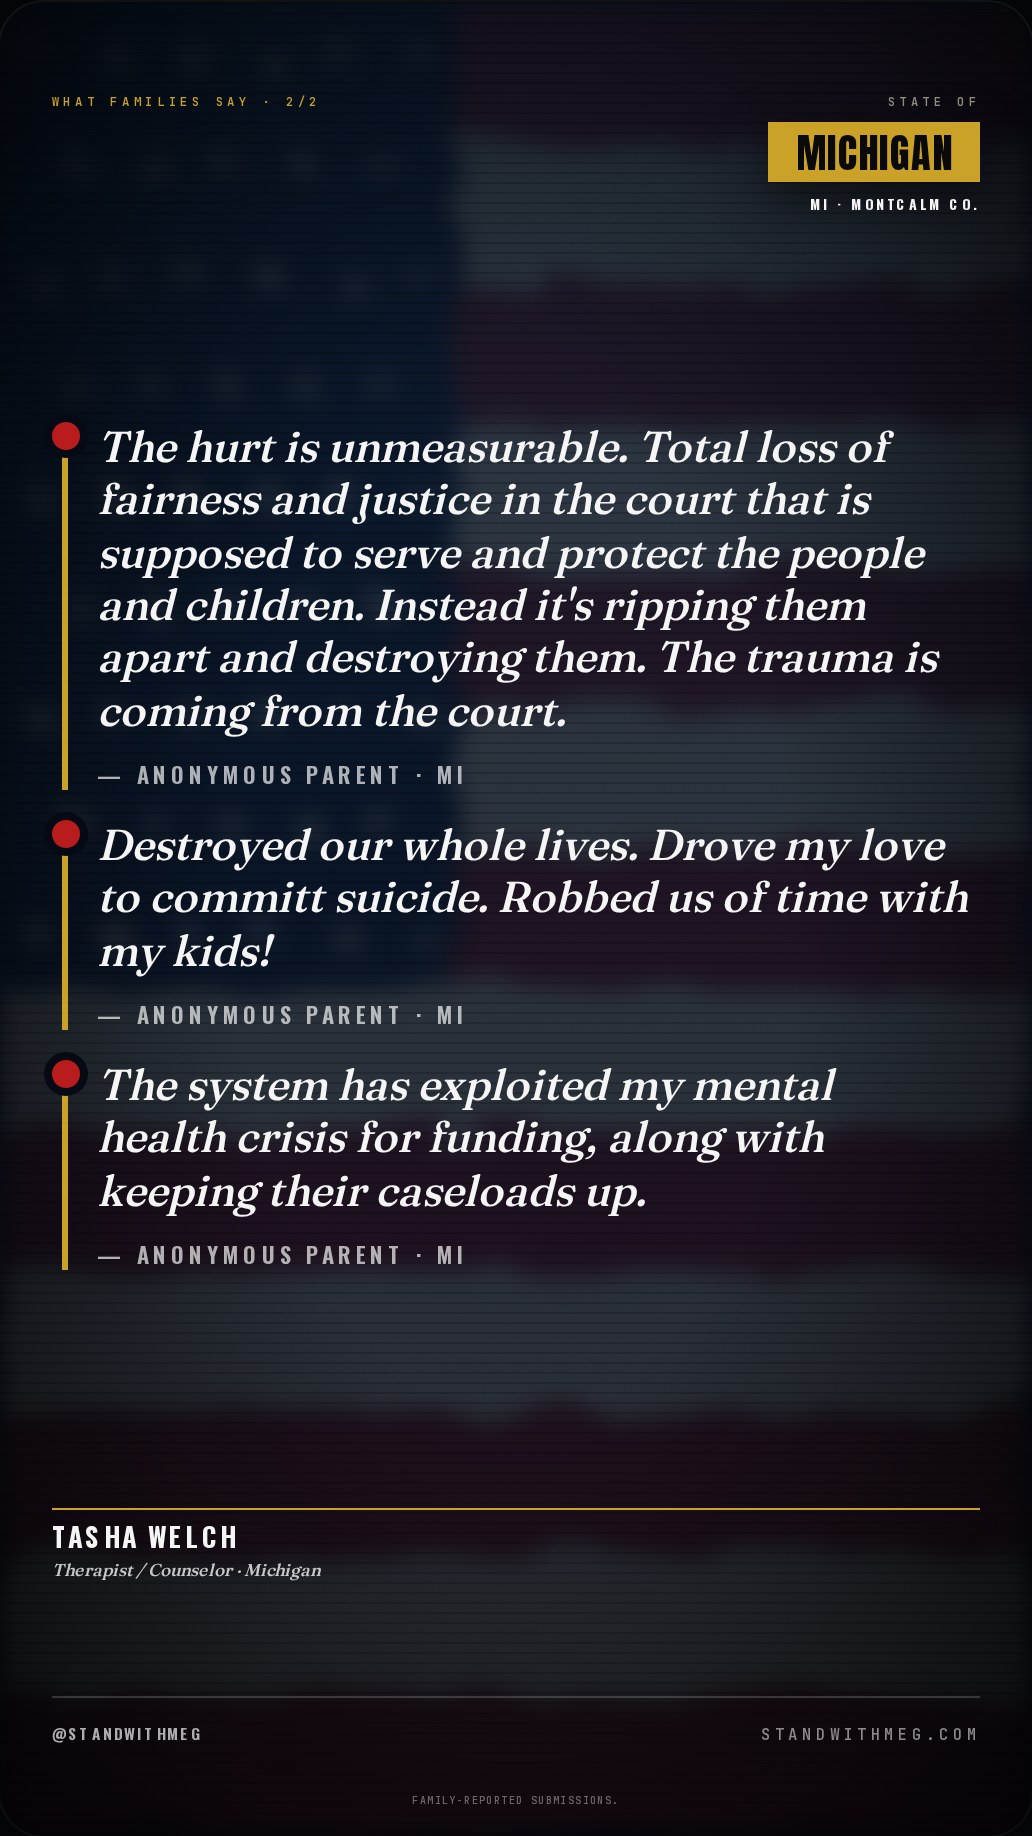 WHAT FAMILIES SAY · 2/2
STATE OF
MICHIGAN
MI · MONTCALM CO.
The hurt is unmeasurable. Total loss of
fairness and justice in the court that is
supposed to serve and protect the people
and children. Instead it's ripping them
apart and destroying them. The trauma is
coming from the court.
— ANONYMOUS PARENT · MI
Destroyed our whole lives. Drove my love
to committ suicide. Robbed us of time with
my kids!
— ANONYMOUS PARENT · MI
The system has exploited my mental
health crisis for funding, along with
keeping their caseloads up.
— ANONYMOUS PARENT · MI
TASHA WELCH
Therapist / Counselor · Michigan
@STANDWITHMEG
STANDWITHMEG.COM
FAMILY-REPORTED SUBMISSIONS.